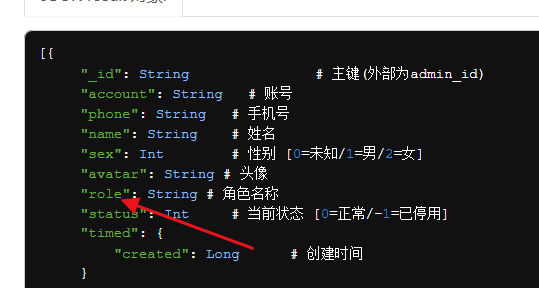 [{
"_id": String # 主键(外部为admin_id)
"account": String # 账号
"phone": String # 手机号
"name": String # 姓名
"sex": Int # 性别 [0=未知/1=男/2=女]
"avatar": String # 头像
"role": String # 角色名称
"status": Int # 当前状态 [0=正常/-1=已停用]
"timed": {
"created": Long # 创建时间
}